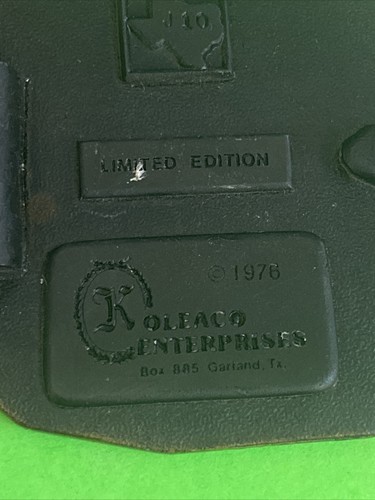 J10
LIMITED EDITION
© 1976
KOLEACO
ENTERPRISES
Box 885 Garland, Tx.